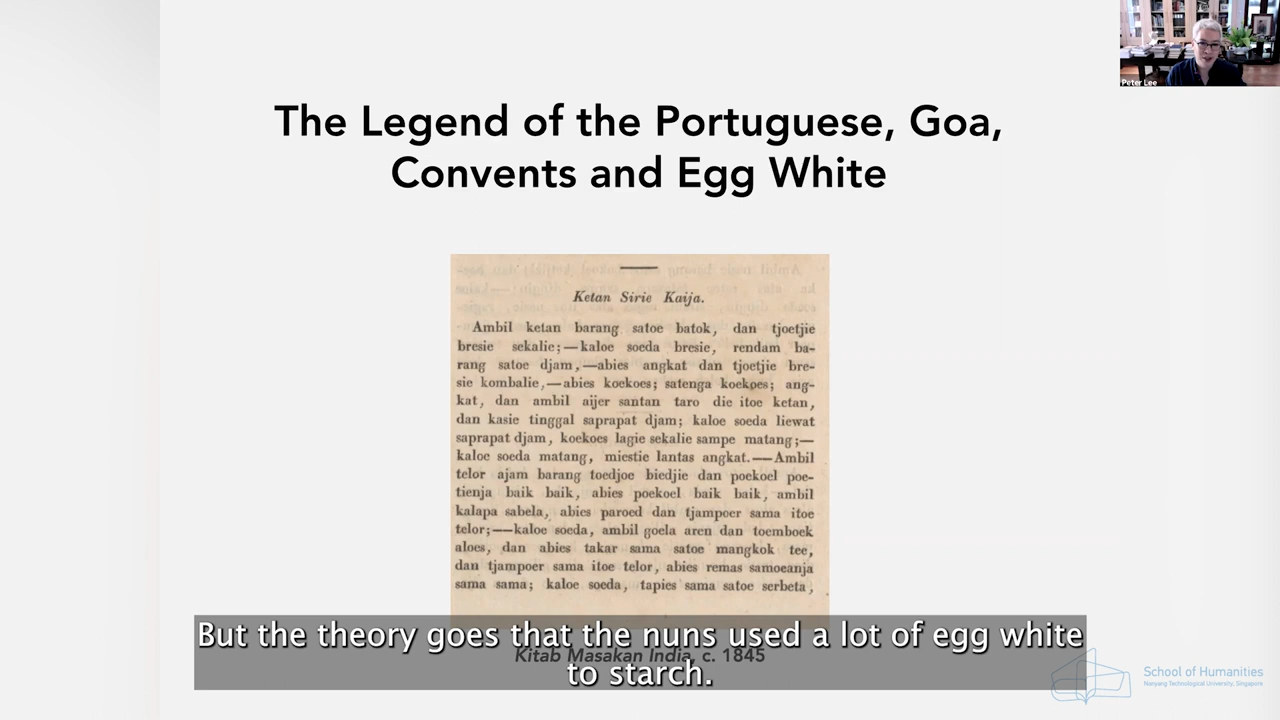 Peter Lee
The Legend of the Portuguese, Goa,
Convents and Egg White
Ketan Sirie Kaija.
Ambil ketan barang satoe batok, dan tjoetjie
bresie sekalie;—kaloe soeda bresie, rendam ba-
rang satoe djam,—abies angkat dan tjoetjie bre-
sie kombalie,—abies koekoes; satenga koekoes; ang-
kat, dan ambil aijer santan taro die itoe ketan,
dan kasie tinggal saprapat djam; kaloe soeda liewat
saprapat djam, koekoes lagie sekalie sampe matang;—
kaloe soeda matang, miestie lantas angkat.—Ambil
telor ajam barang toedjoe biedjie dan poekoel poe-
tienja baik baik, abies poekoel baik baik, ambil
kalapa sabela, abies paroed dan tjampoer sama itoe
telor;—kaloe soeda, ambil goela aren dan toemboek
aloes, dan abies takar sama satoe mangkok tee,
dan tjampoer sama itoe telor, abies remas samoeanja
sama sama; kaloe soeda, tapies sama satoe serbeta,
But the theory goes that the nuns used a lot of egg white
to starch.
Kitab Masakan India, c. 1845
School of Humanities
Nanyang Technological University, Singapore